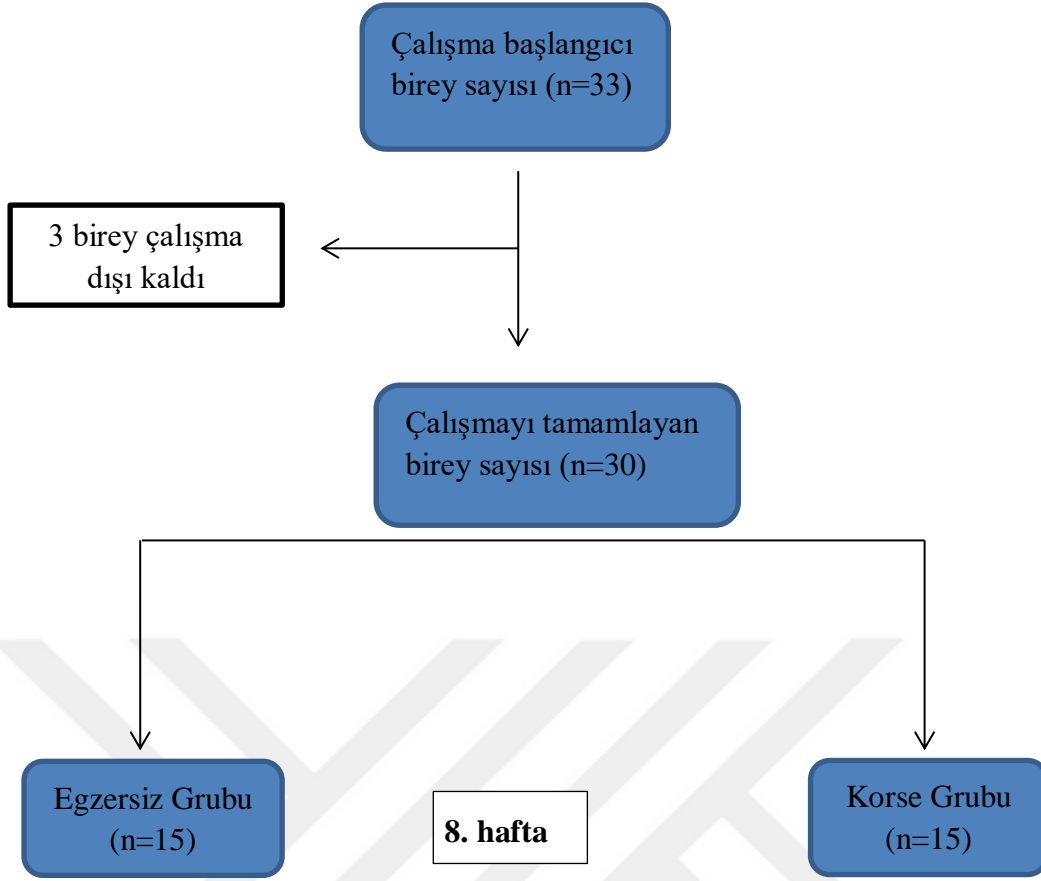 Çalışma başlangıcı
birey sayısı (n=33)
3 birey çalışma
dışı kaldı
Çalışmayı tamamlayan
birey sayısı (n=30)
Egzersiz Grubu
(n=15)
8. hafta
Korse Grubu
(n=15)